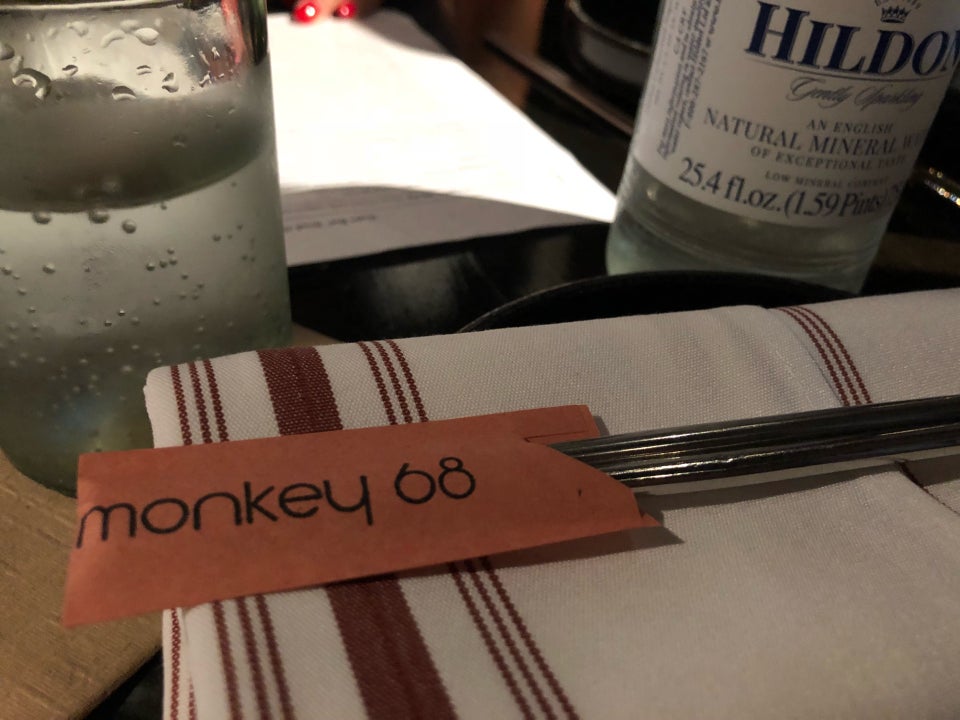 HILDON
Gently Sparkling
AN ENGLISH
NATURAL MINERAL
OF EXCEPTIONAL TASTE
LOW MINERAL CONTENT
25.4 fl.oz.(1.59 Pints)
monkey 68